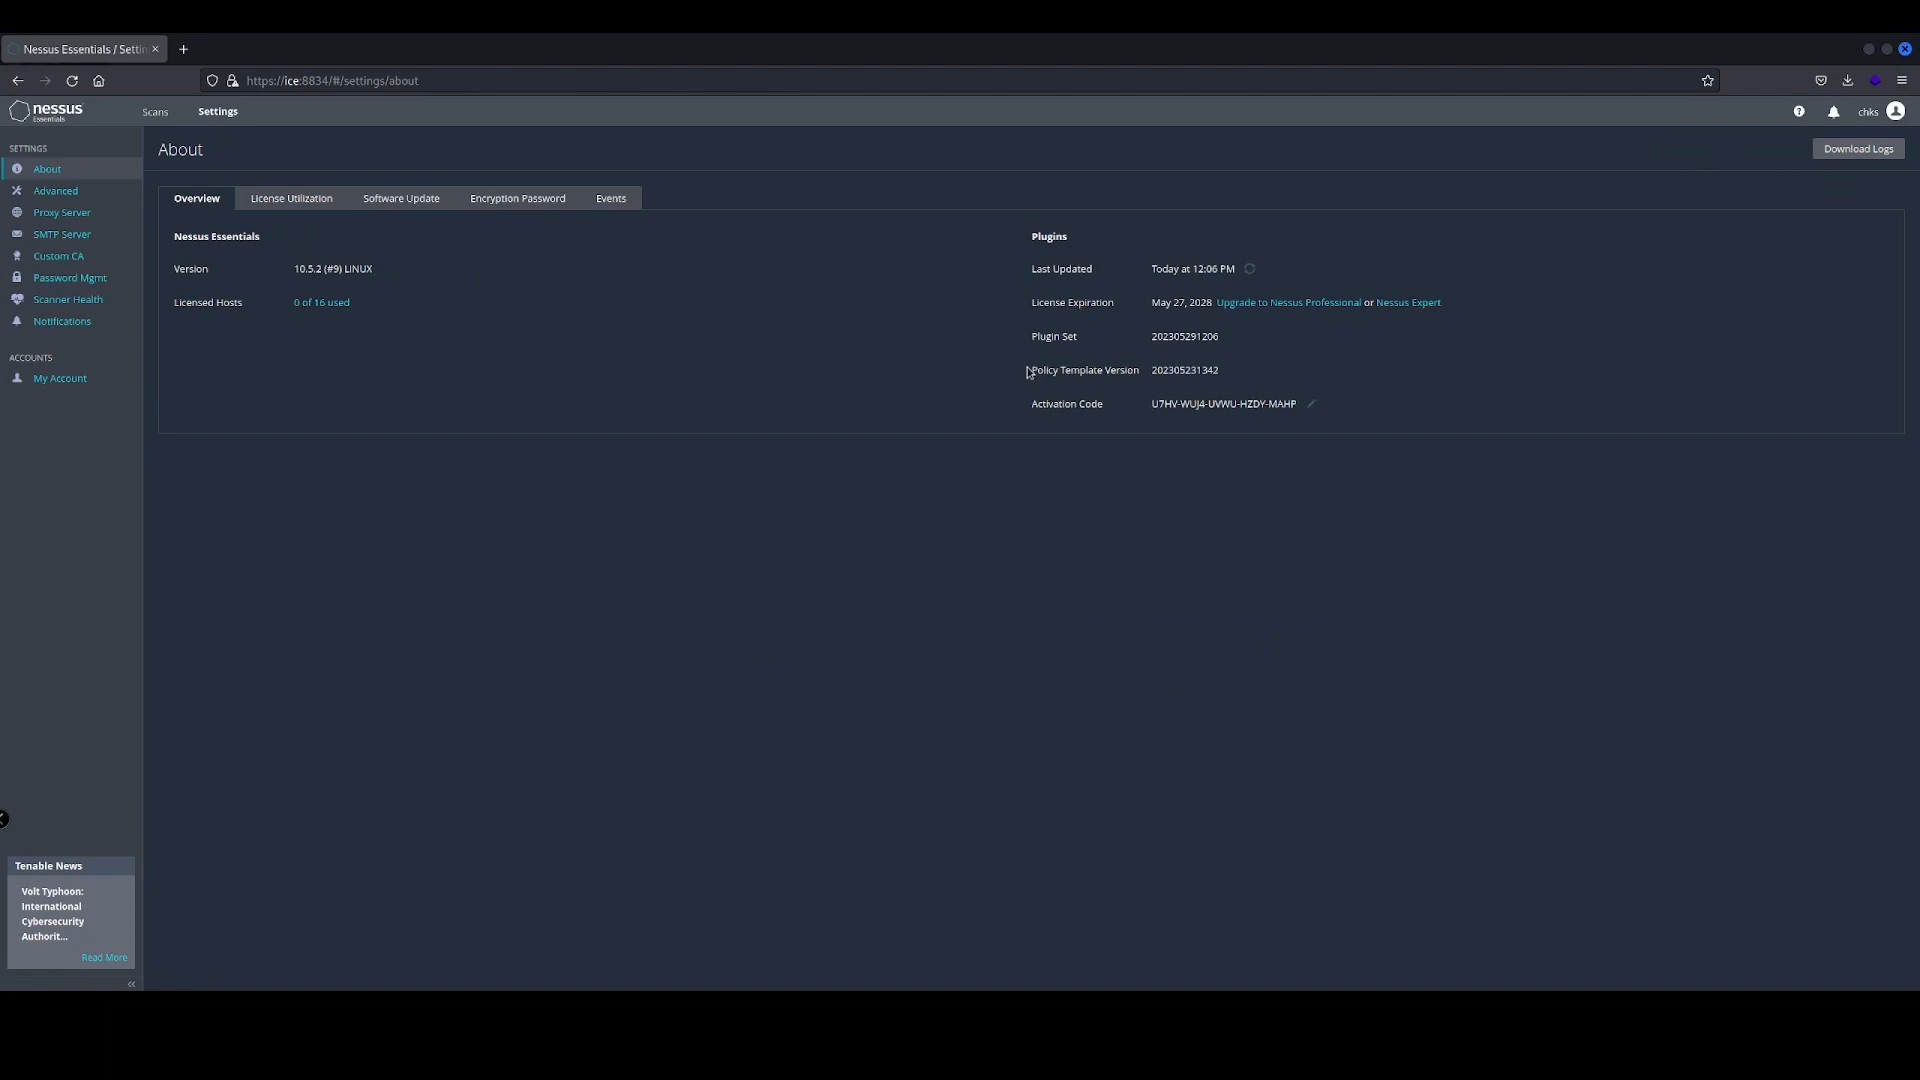 Nessus Essentials / Settin
https://ice:8834/#/settings/about
nessus
Essentials
Scans
Settings
chks
SETTINGS
About
Advanced
Proxy Server
SMTP Server
Custom CA
Password Mgmt
Scanner Health
Notifications
ACCOUNTS
My Account
Tenable News
Volt Typhoon:
International
Cybersecurity
Authorit...
Read More
About
Download Logs
Overview
License Utilization
Software Update
Encryption Password
Events
Nessus Essentials
Version 10.5.2 (#9) LINUX
Licensed Hosts 0 of 16 used
Plugins
Last Updated Today at 12:06 PM
License Expiration May 27, 2028 Upgrade to Nessus Professional or Nessus Expert
Plugin Set 202305291206
Policy Template Version 202305231342
Activation Code U7HV-WUJ4-UVWU-HZDY-MAHP